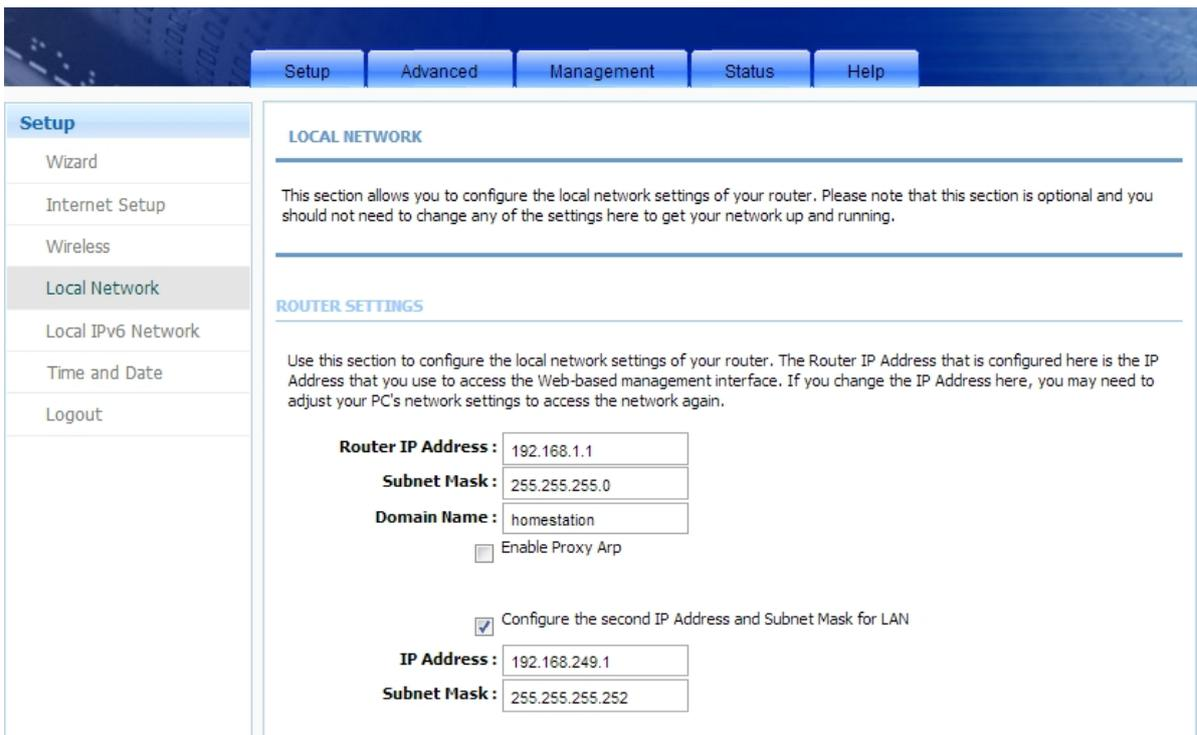 Setup
Advanced
Management
Status
Help
Setup
Wizard
Internet Setup
Wireless
Local Network
Local IPv6 Network
Time and Date
Logout
LOCAL NETWORK
This section allows you to configure the local network settings of your router. Please note that this section is optional and you
should not need to change any of the settings here to get your network up and running.
ROUTER SETTINGS
Use this section to configure the local network settings of your router. The Router IP Address that is configured here is the IP
Address that you use to access the Web-based management interface. If you change the IP Address here, you may need to
adjust your PC's network settings to access the network again.
Router IP Address : 192.168.1.1
Subnet Mask : 255.255.255.0
Domain Name : homestation
Enable Proxy Arp
Configure the second IP Address and Subnet Mask for LAN
IP Address : 192.168.249.1
Subnet Mask : 255.255.255.252